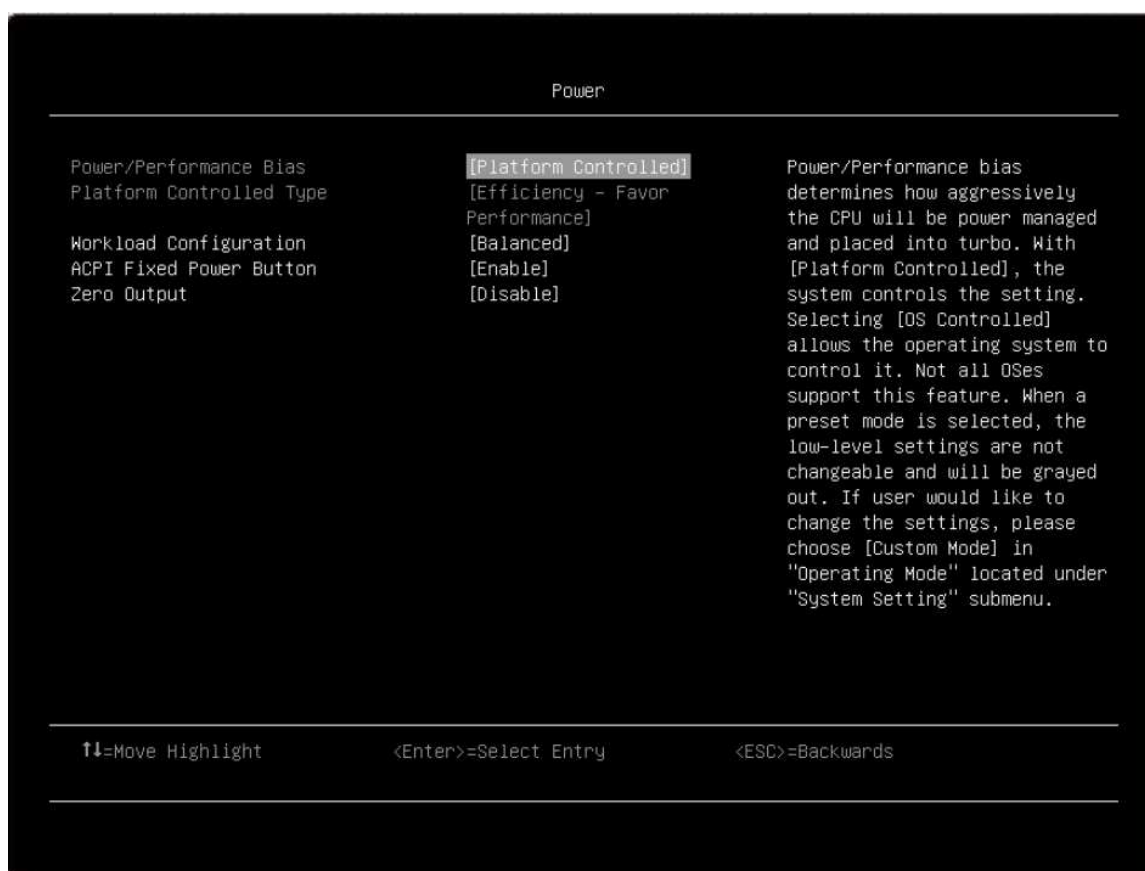 Power
Power/Performance Bias [Platform Controlled]
Platform Controlled Type [Efficiency - Favor
Performance]
Workload Configuration [Balanced]
ACPI Fixed Power Button [Enable]
Zero Output [Disable]
Power/Performance bias
determines how aggressively
the CPU will be power managed
and placed into turbo. With
[Platform Controlled], the
system controls the setting.
Selecting [OS Controlled]
allows the operating system to
control it. Not all OSes
support this feature. When a
preset mode is selected, the
low-level settings are not
changeable and will be grayed
out. If user would like to
change the settings, please
choose [Custom Mode] in
"Operating Mode" located under
"System Setting" submenu.
↑↓=Move Highlight <Enter>=Select Entry <ESC>=Backwards